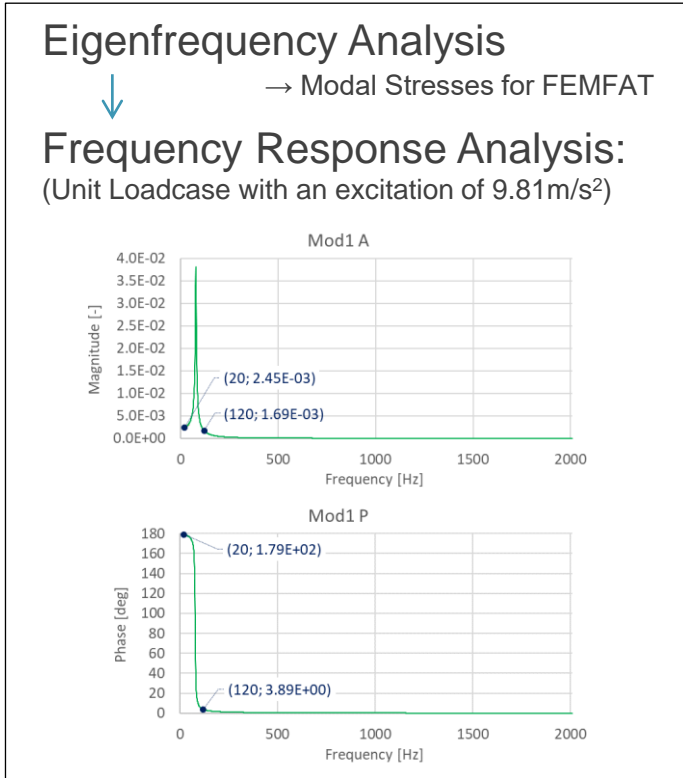 Eigenfrequency Analysis
→ Modal Stresses for FEMFAT
Frequency Response Analysis:
(Unit Loadcase with an excitation of 9.81m/s²)
Mod1 A
4.0E-02
3.5E-02
3.0E-02
2.5E-02
2.0E-02
1.5E-02
1.0E-02
5.0E-03
0.0E+00
Magnitude [-]
(20; 2.45E-03)
(120; 1.69E-03)
0 500 1000 1500 2000
Frequency [Hz]
Mod1 P
180
160
140
120
100
80
60
40
20
0
Phase [deg]
(20; 1.79E+02)
(120; 3.89E+00)
0 500 1000 1500 2000
Frequency [Hz]